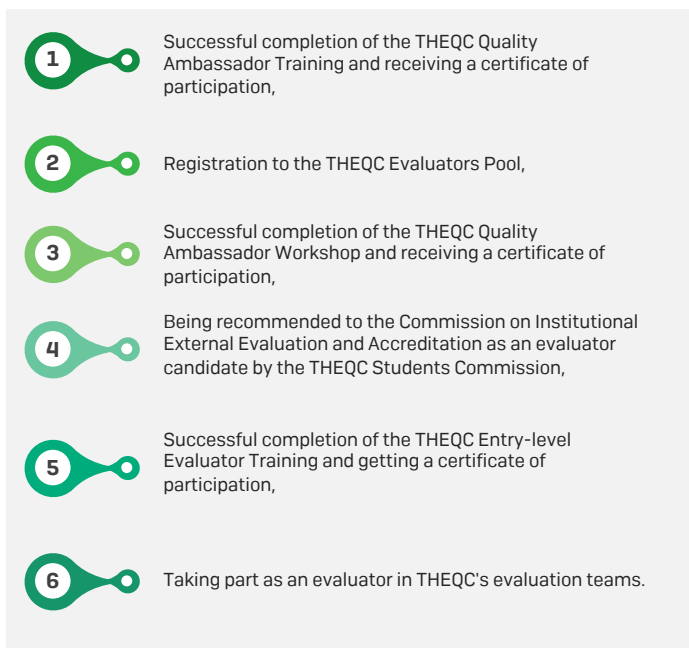 1
Successful completion of the THEQC Quality
Ambassador Training and receiving a certificate of
participation,
2
Registration to the THEQC Evaluators Pool,
3
Successful completion of the THEQC Quality
Ambassador Workshop and receiving a certificate of
participation,
4
Being recommended to the Commission on Institutional
External Evaluation and Accreditation as an evaluator
candidate by the THEQC Students Commission,
5
Successful completion of the THEQC Entry-level
Evaluator Training and getting a certificate of
participation,
6
Taking part as an evaluator in THEQC's evaluation teams.